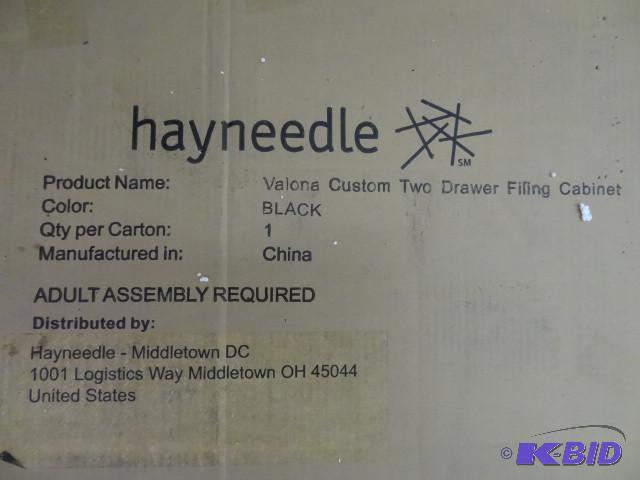 hayneedle SM
Product Name: Valona Custom Two Drawer Filing Cabinet
Color: BLACK
Qty per Carton: 1
Manufactured in: China
ADULT ASSEMBLY REQUIRED
Distributed by:
Hayneedle - Middletown DC
1001 Logistics Way Middletown OH 45044
United States
© K-BID